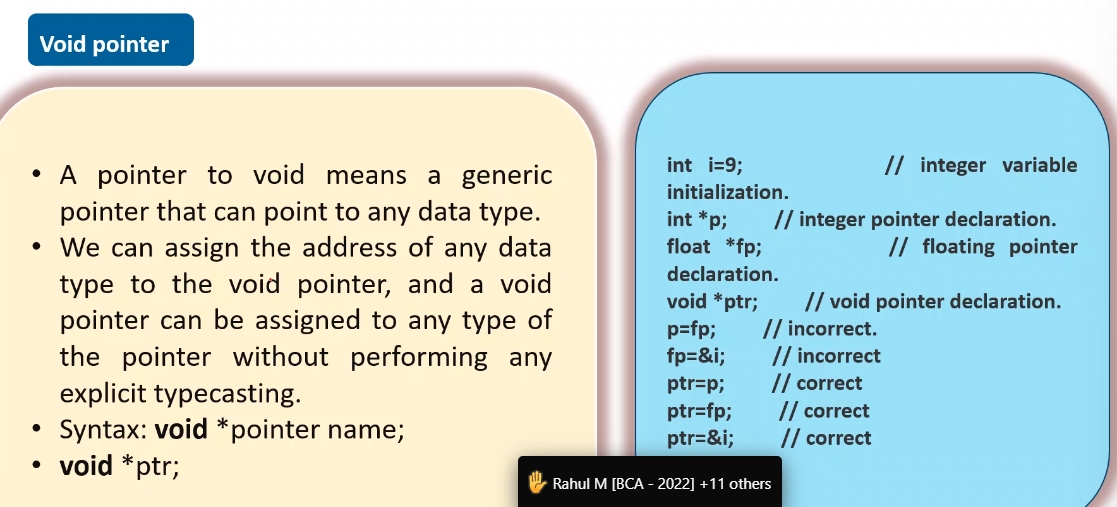 Void pointer
• A pointer to void means a generic
pointer that can point to any data type.
• We can assign the address of any data
type to the void pointer, and a void
pointer can be assigned to any type of
the pointer without performing any
explicit typecasting.
• Syntax: void *pointer name;
• void *ptr;
int i=9; // integer variable
initialization.
int *p; // integer pointer declaration.
float *fp; // floating pointer
declaration.
void *ptr; // void pointer declaration.
p=fp; // incorrect.
fp=&i; // incorrect
ptr=p; // correct
ptr=fp; // correct
ptr=&i; // correct
✋ Rahul M [BCA - 2022] +11 others